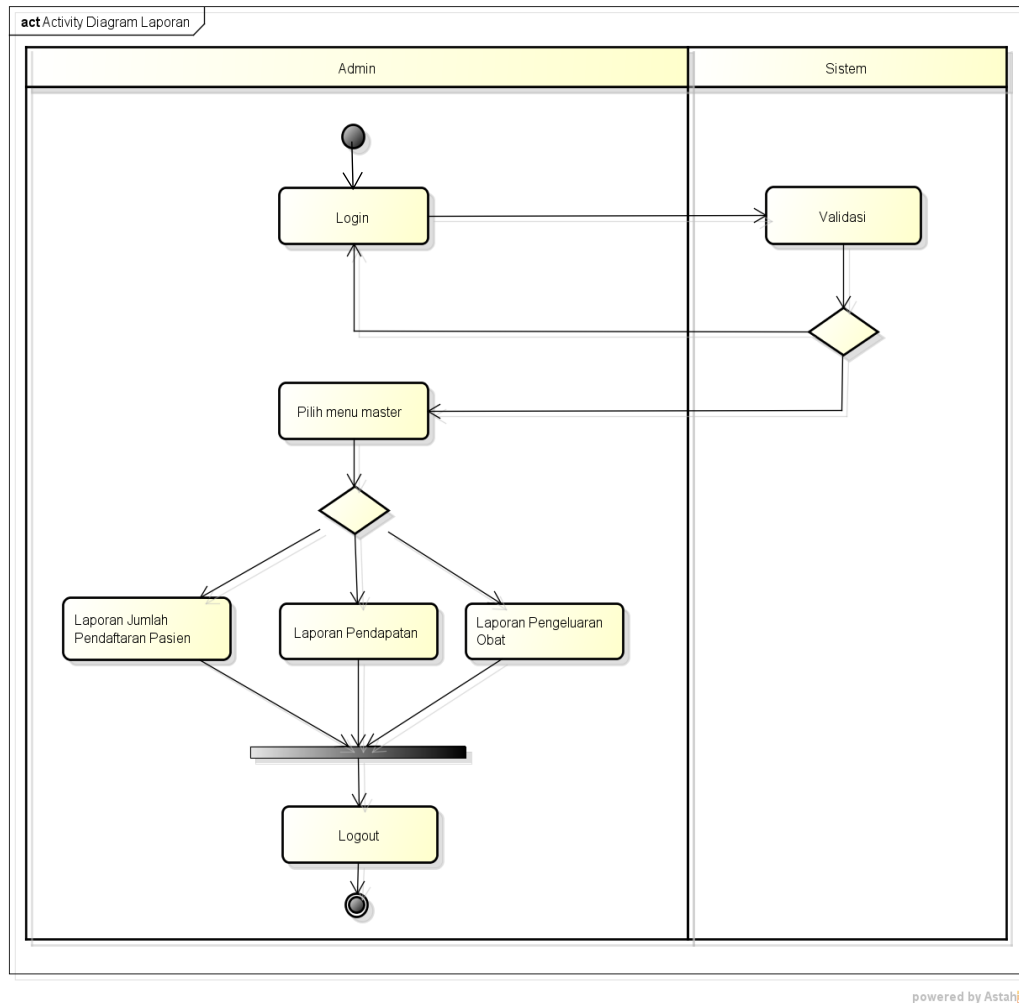 act Activity Diagram Laporan
Admin
Sistem
Login
Validasi
Pilih menu master
Laporan Jumlah
Pendaftaran Pasien
Laporan Pendapatan
Laporan Pengeluaran
Obat
Logout
powered by Astah